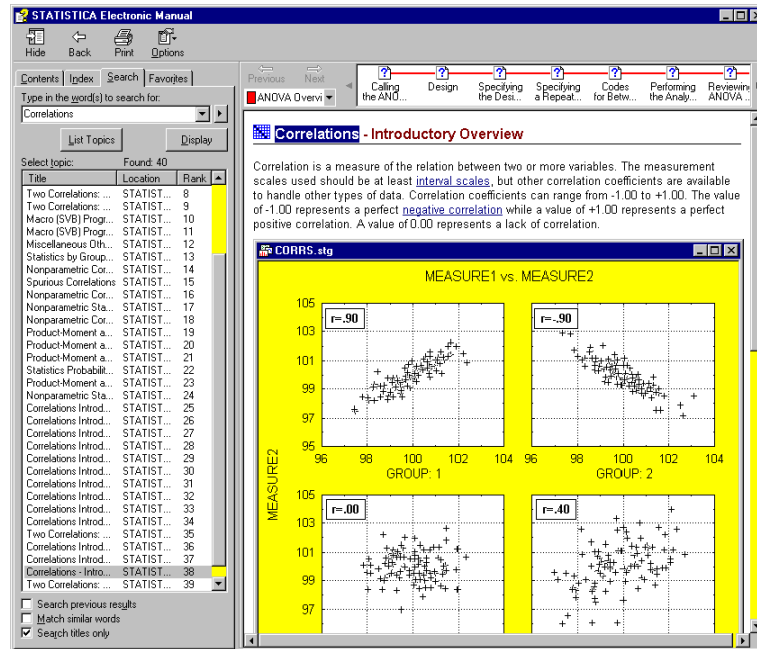 STATISTICA Electronic Manual
Hide Back Print Options
Contents Index Search Favorites
Type in the word(s) to search for:
Correlations
List Topics Display
Select topic: Found: 40
Title Location Rank
Two Correlations: ... STATIST... 8
Two Correlations: ... STATIST... 9
Macro (SVB) Progr... STATIST... 10
Macro (SVB) Progr... STATIST... 11
Miscellaneous Oth... STATIST... 12
Statistics by Group... STATIST... 13
Nonparametric Cor... STATIST... 14
Spurious Correlations STATIST... 15
Nonparametric Cor... STATIST... 16
Nonparametric Sta... STATIST... 17
Nonparametric Cor... STATIST... 18
Product-Moment a... STATIST... 19
Product-Moment a... STATIST... 20
Product-Moment a... STATIST... 21
Statistics Probabilit... STATIST... 22
Product-Moment a... STATIST... 23
Nonparametric Sta... STATIST... 24
Correlations Introd... STATIST... 25
Correlations Introd... STATIST... 26
Correlations Introd... STATIST... 27
Correlations Introd... STATIST... 28
Correlations Introd... STATIST... 29
Correlations Introd... STATIST... 30
Correlations Introd... STATIST... 31
Correlations Introd... STATIST... 32
Correlations Introd... STATIST... 33
Correlations Introd... STATIST... 34
Two Correlations: ... STATIST... 35
Correlations Introd... STATIST... 36
Correlations Introd... STATIST... 37
Correlations - Intro... STATIST... 38
Two Correlations: ... STATIST... 39
Search previous results
Match similar words
Search titles only
Previous Next
ANOVA Overvi
Calling the ANO...
Design
Specifying the Desi...
Specifying a Repeat...
Codes for Betw...
Performing the Analy...
Reviewing ANOVA ...
Correlations - Introductory Overview
Correlation is a measure of the relation between two or more variables. The measurement
scales used should be at least interval scales, but other correlation coefficients are available
to handle other types of data. Correlation coefficients can range from -1.00 to +1.00. The value
of -1.00 represents a perfect negative correlation while a value of +1.00 represents a perfect
positive correlation. A value of 0.00 represents a lack of correlation.
CORRS.stg
MEASURE1 vs. MEASURE2
MEASURE2
105
103
101
99
97
95
r=.90
r=-.90
96 98 100 102 104 96 98 100 102 104
GROUP: 1 GROUP: 2
105
103
101
99
97
r=.00
r=.40